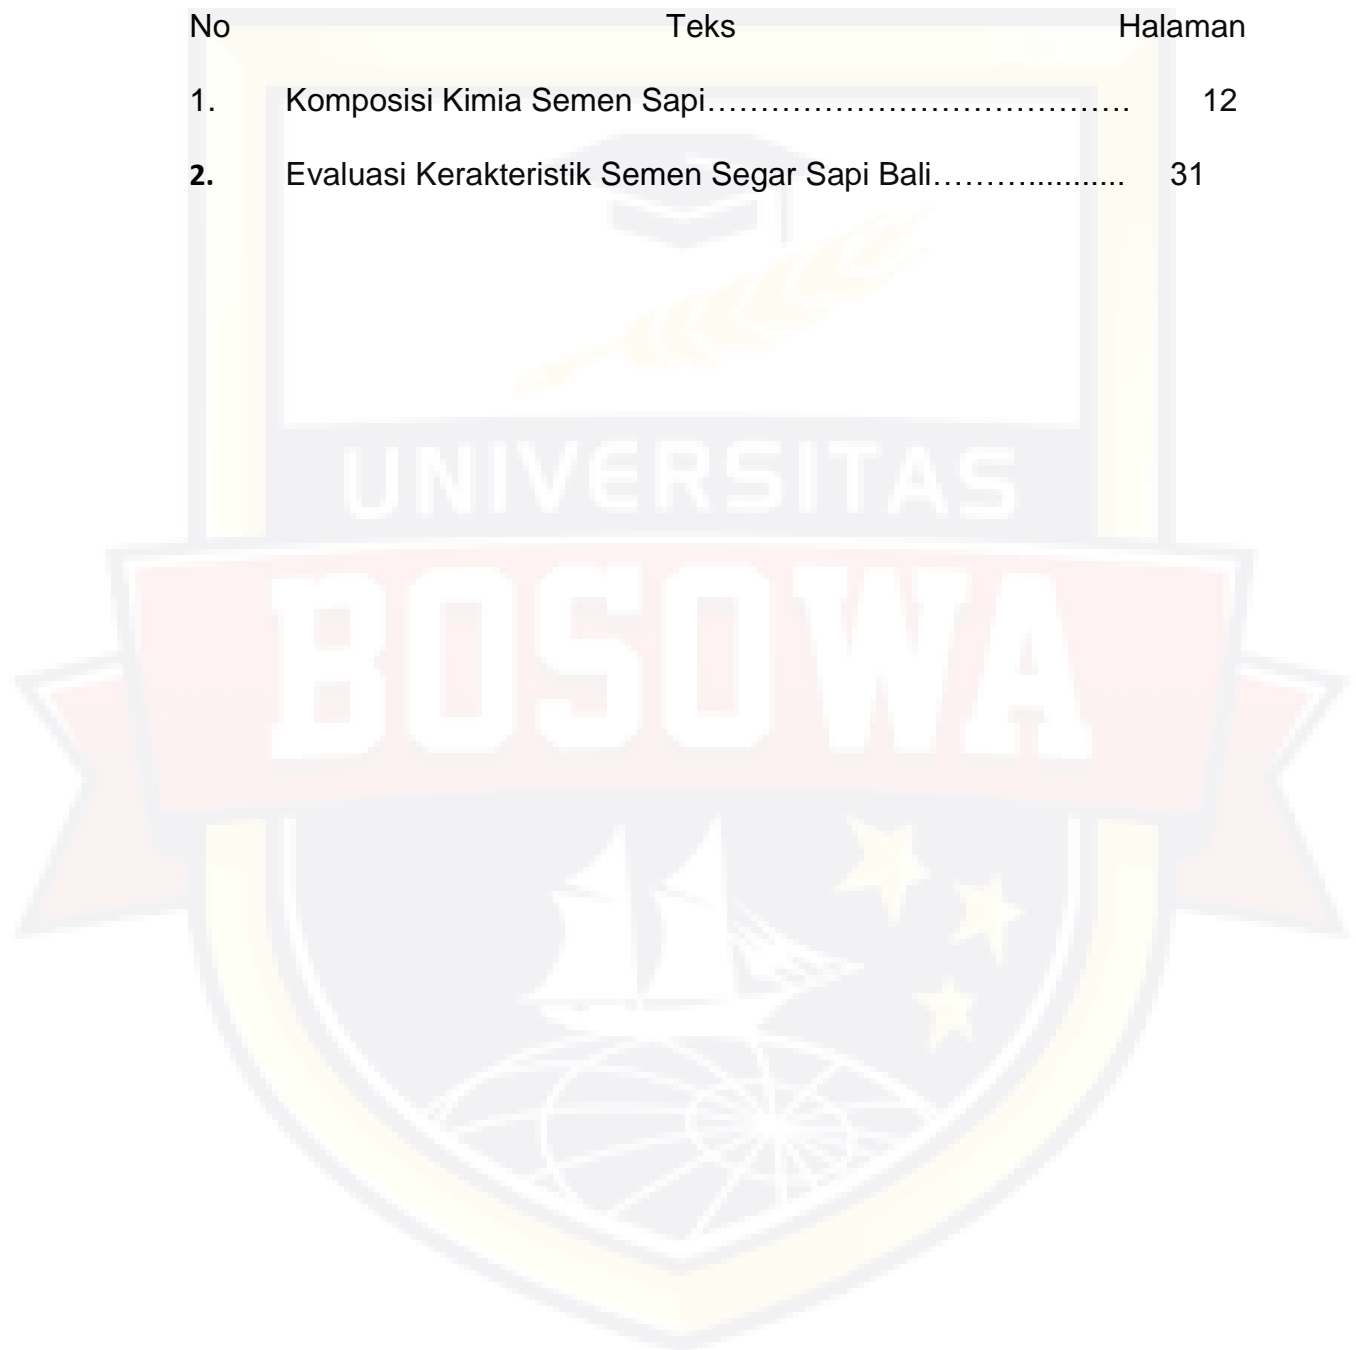 No Teks Halaman
1. Komposisi Kimia Semen Sapi…………………………………. 12
2. Evaluasi Kerakteristik Semen Segar Sapi Bali………........... 31
UNIVERSITAS
BOSOWA